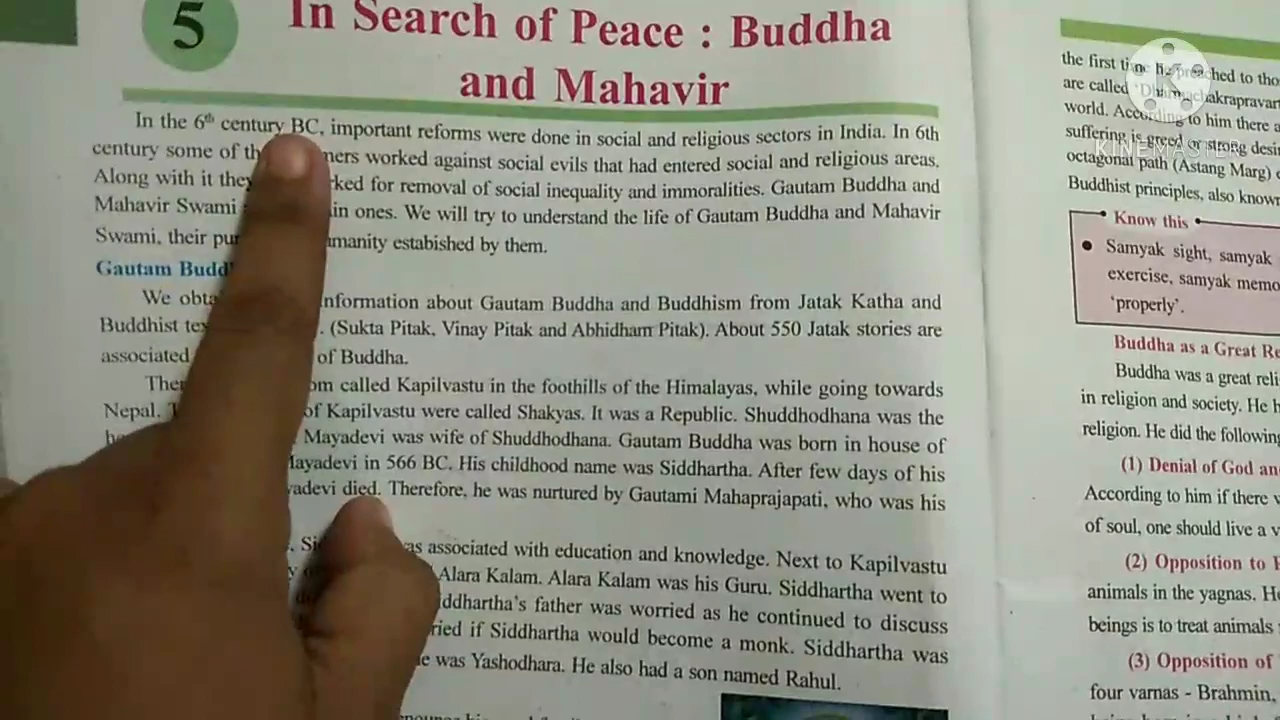 5
In Search of Peace : Buddha
and Mahavir
In the 6th century BC, important reforms were done in social and religious sectors in India. In 6th
century some of ners worked against social evils that had entered social and religious areas.
Along with it they rked for removal of social inequality and immoralities. Gautam Buddha and
Mahavir Swami in ones. We will try to understand the life of Gautam Buddha and Mahavir
Swami, their pu manity estabished by them.
Gautam Budd
We obta nformation about Gautam Buddha and Buddhism from Jatak Katha and
Buddhist te . (Sukta Pitak, Vinay Pitak and Abhidham Pitak). About 550 Jatak stories are
associated of Buddha.
Ther om called Kapilvastu in the foothills of the Himalayas, while going towards
Nepal. of Kapilvastu were called Shakyas. It was a Republic. Shuddhodhana was the
Mayadevi was wife of Shuddhodhana. Gautam Buddha was born in house of
Mayadevi in 566 BC. His childhood name was Siddhartha. After few days of his
yadevi died. Therefore, he was nurtured by Gautami Mahaprajapati, who was his
as associated with education and knowledge. Next to Kapilvastu
Alara Kalam. Alara Kalam was his Guru. Siddhartha went to
ddhartha's father was worried as he continued to discuss
ried if Siddhartha would become a monk. Siddhartha was
e was Yashodhara. He also had a son named Rahul.
the first time he preached to tho
are called 'Dharmachakrapravar
world. According to him there a
suffering is greed or strong desir
octagonal path (Astang Marg)
Buddhist principles, also known
Know this
• Samyak sight, samyak
exercise, samyak memo
'properly'.
Buddha as a Great Re
Buddha was a great reli
in religion and society. He h
religion. He did the following
(1) Denial of God an
According to him if there
of soul, one should live a v
(2) Opposition to
animals in the yagnas. He
beings is to treat animals
(3) Opposition of
four varnas - Brahmin,
KINEMASTER